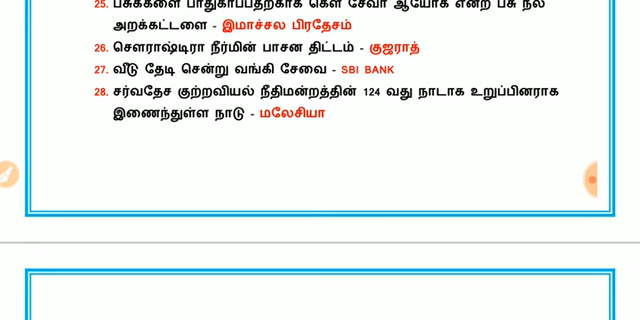 25. பசுக்களை பாதுகாப்பதற்காக கௌ சேவா ஆயோக் என்ற பசு நல
அறக்கட்டளை - இமாச்சல பிரதேசம்
26. சௌராஷ்டிரா நீர்மின் பாசன திட்டம் - குஜராத்
27. வீடு தேடி சென்று வங்கி சேவை - SBI BANK
28. சர்வதேச குற்றவியல் நீதிமன்றத்தின் 124 வது நாடாக உறுப்பினராக
இணைந்துள்ள நாடு - மலேசியா